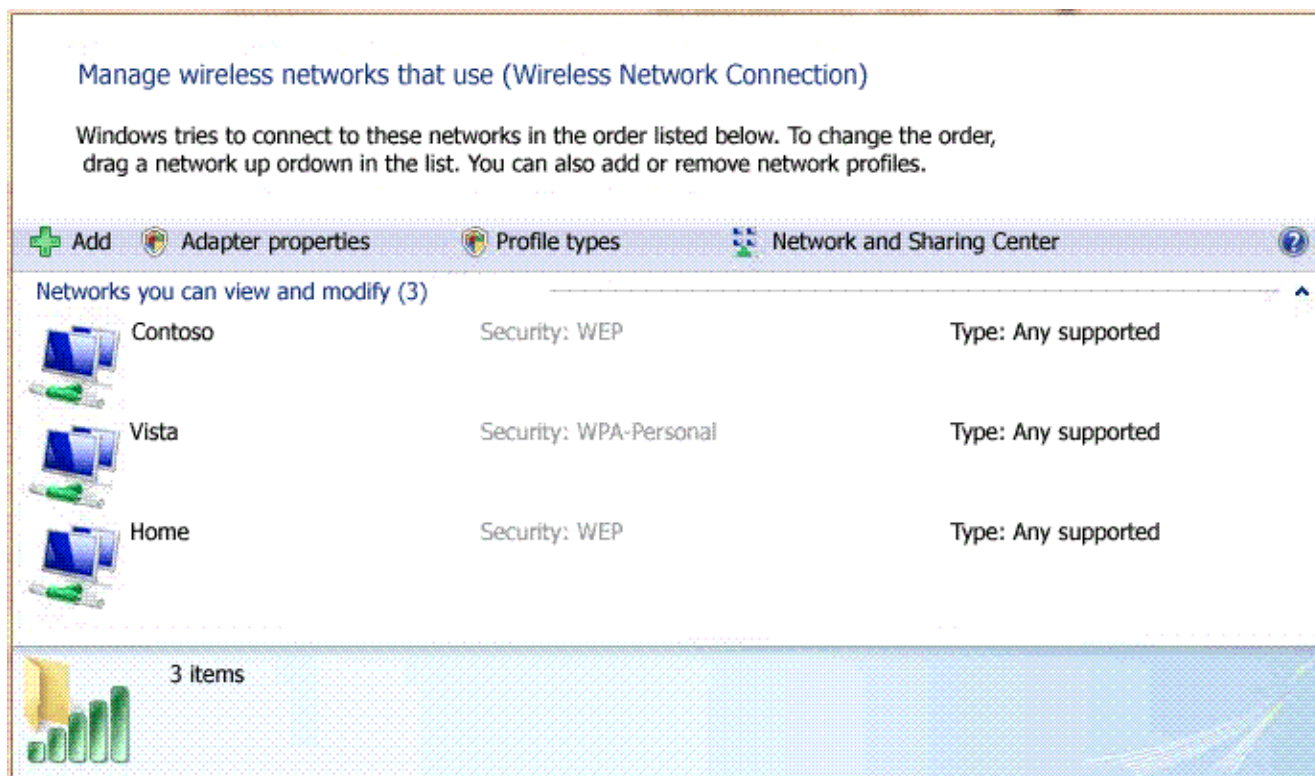 Manage wireless networks that use (Wireless Network Connection)
Windows tries to connect to these networks in the order listed below. To change the order,
drag a network up ordown in the list. You can also add or remove network profiles.
Add Adapter properties Profile types Network and Sharing Center
Networks you can view and modify (3)
Contoso Security: WEP Type: Any supported
Vista Security: WPA-Personal Type: Any supported
Home Security: WEP Type: Any supported
3 items